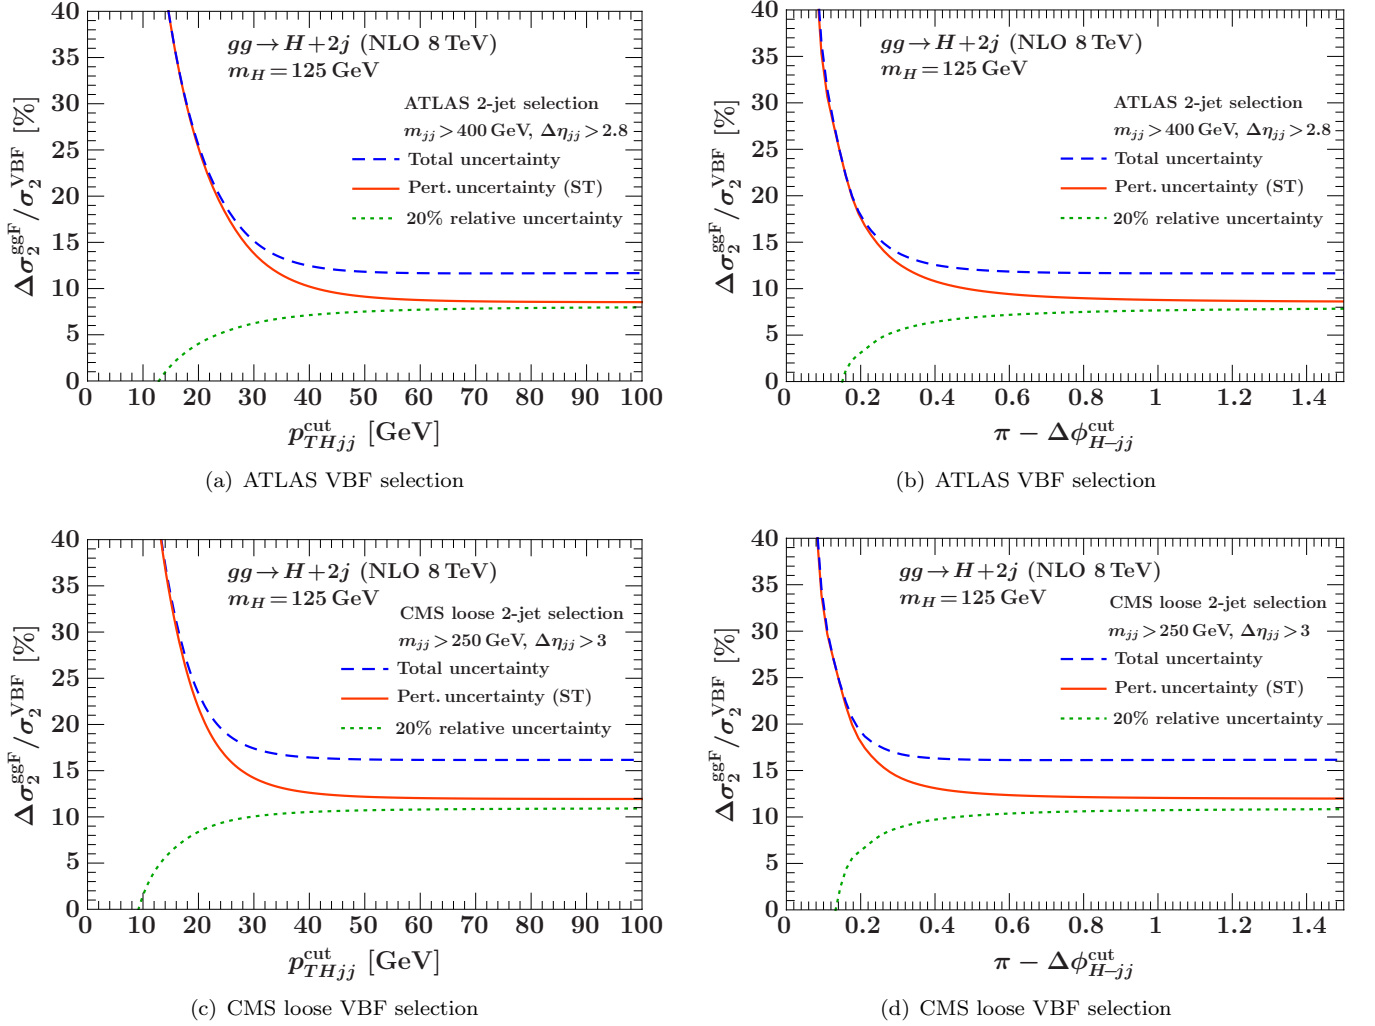 gg→H+2j (NLO 8 TeV)
m_H=125 GeV
ATLAS 2-jet selection
m_jj>400 GeV, Δη_jj>2.8
Total uncertainty
Pert. uncertainty (ST)
20% relative uncertainty
Δσ_2^ggF/σ_2^VBF [%]
40
35
30
25
20
15
10
5
0
0 10 20 30 40 50 60 70 80 90 100
p_THjj^cut [GeV]
(a) ATLAS VBF selection
gg→H+2j (NLO 8 TeV)
m_H=125 GeV
ATLAS 2-jet selection
m_jj>400 GeV, Δη_jj>2.8
Total uncertainty
Pert. uncertainty (ST)
20% relative uncertainty
Δσ_2^ggF/σ_2^VBF [%]
40
35
30
25
20
15
10
5
0
0 0.2 0.4 0.6 0.8 1 1.2 1.4
π − Δϕ_H–jj^cut
(b) ATLAS VBF selection
gg→H+2j (NLO 8 TeV)
m_H=125 GeV
CMS loose 2-jet selection
m_jj>250 GeV, Δη_jj>3
Total uncertainty
Pert. uncertainty (ST)
20% relative uncertainty
Δσ_2^ggF/σ_2^VBF [%]
40
35
30
25
20
15
10
5
0
0 10 20 30 40 50 60 70 80 90 100
p_THjj^cut [GeV]
(c) CMS loose VBF selection
gg→H+2j (NLO 8 TeV)
m_H=125 GeV
CMS loose 2-jet selection
m_jj>250 GeV, Δη_jj>3
Total uncertainty
Pert. uncertainty (ST)
20% relative uncertainty
Δσ_2^ggF/σ_2^VBF [%]
40
35
30
25
20
15
10
5
0
0 0.2 0.4 0.6 0.8 1 1.2 1.4
π − Δϕ_H–jj^cut
(d) CMS loose VBF selection